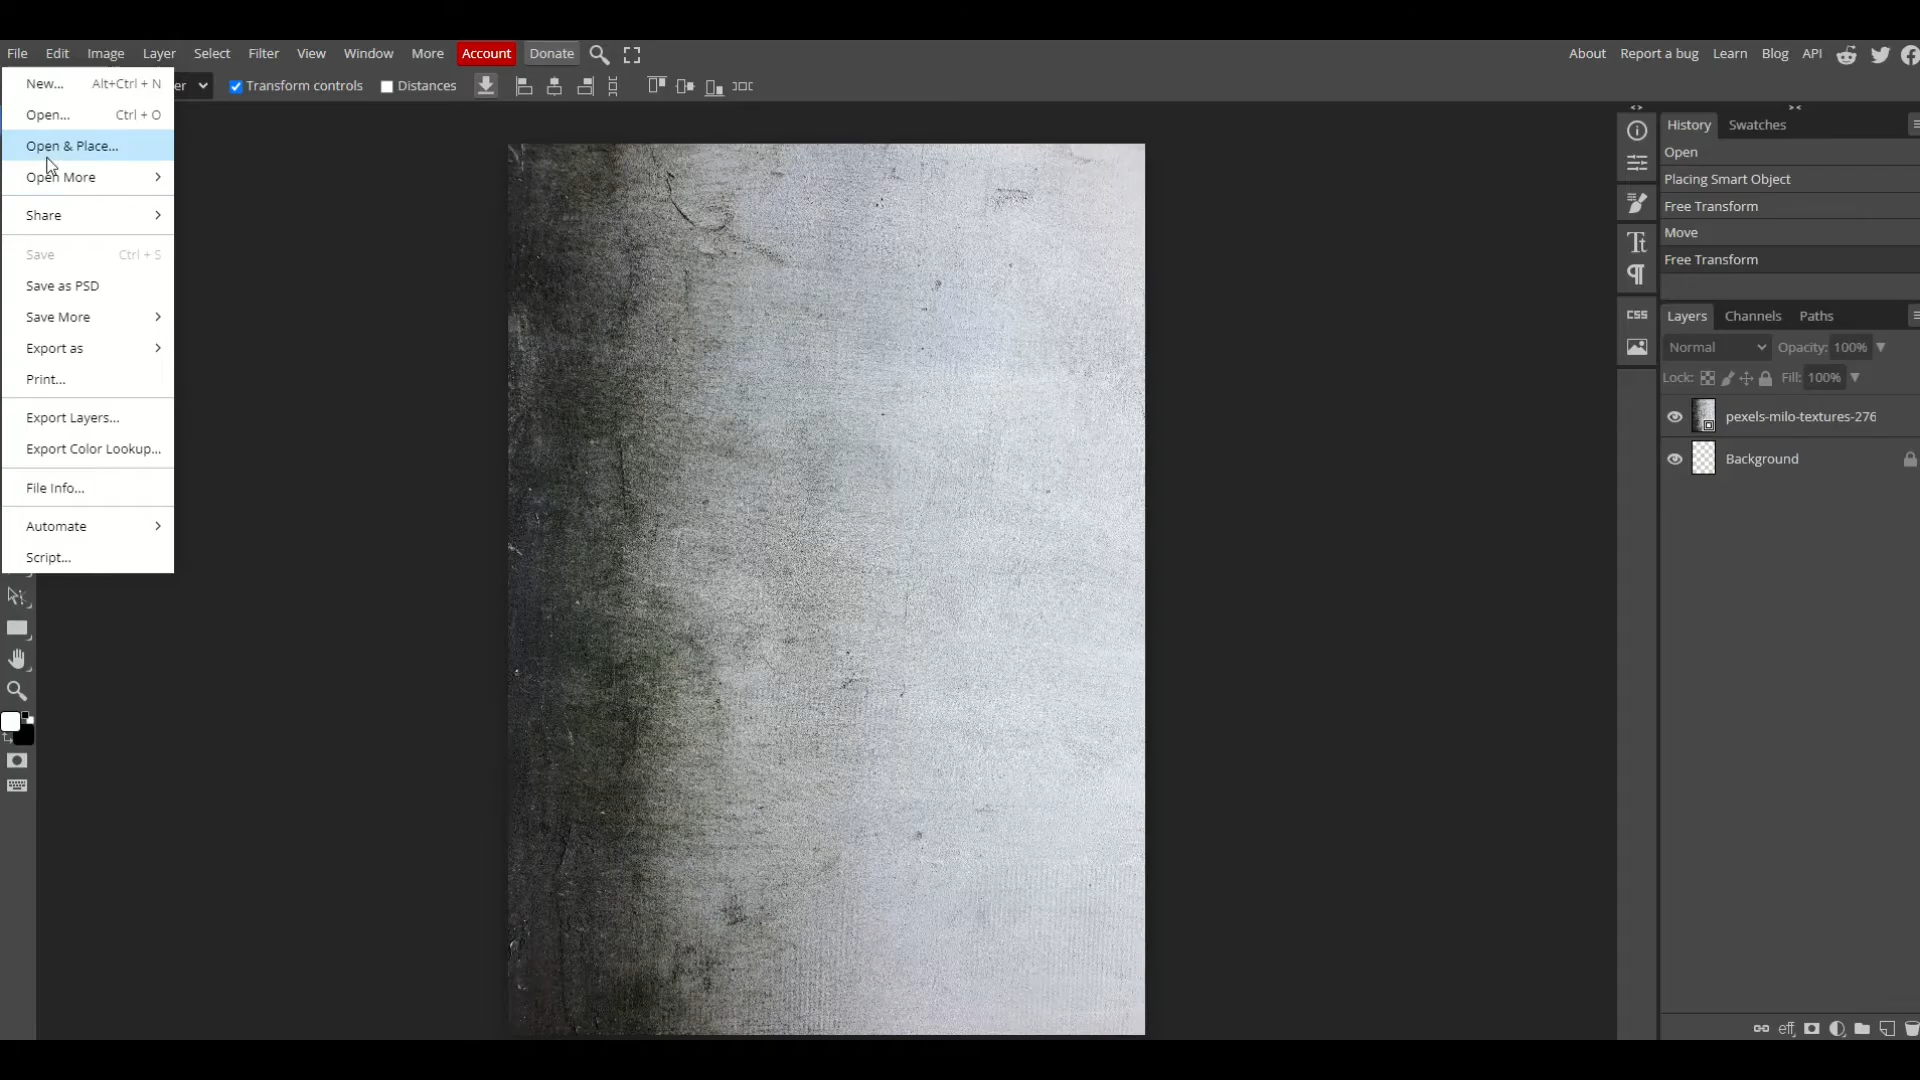 File Edit Image Layer Select Filter View Window More Account Donate About Report a bug Learn Blog API
er Transform controls Distances
New... Alt+Ctrl + N
Open... Ctrl + O
Open & Place...
Open More
Share
Save Ctrl + S
Save as PSD
Save More
Export as
Print...
Export Layers...
Export Color Lookup...
File Info...
Automate
Script...
CSS
History Swatches
Open
Placing Smart Object
Free Transform
Move
Free Transform
Layers Channels Paths
Normal Opacity: 100%
Lock: Fill: 100%
pexels-milo-textures-276
Background
eff